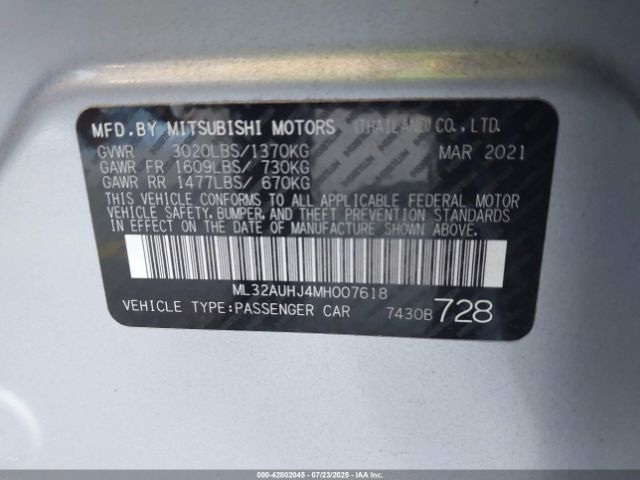 MFD.BY MITSUBISHI MOTORS (THAILAND)CO.,LTD.
GVWR 3020LBS/1370KG MAR 2021
GAWR FR 1609LBS/ 730KG
GAWR RR 1477LBS/ 670KG
THIS VEHICLE CONFORMS TO ALL APPLICABLE FEDERAL MOTOR
VEHICLE SAFETY, BUMPER, AND THEFT PREVENTION STANDARDS
IN EFFECT ON THE DATE OF MANUFACTURE SHOWN ABOVE.
ML32AUHJ4MH007618
VEHICLE TYPE:PASSENGER CAR 7430B 728
000-42802045 - 07/23/2025 - IAA Inc.